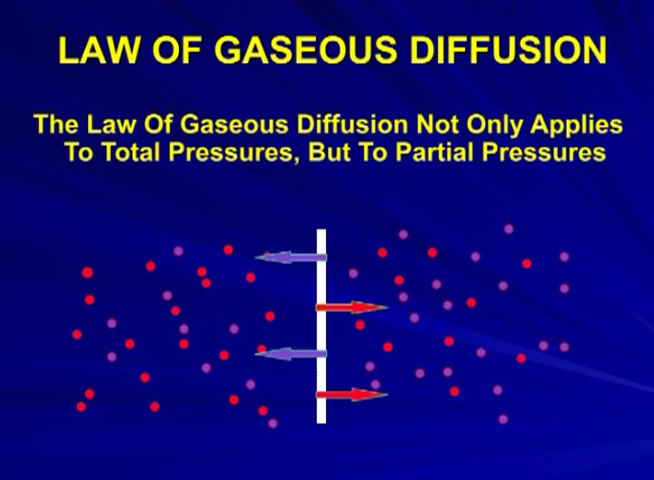 LAW OF GASEOUS DIFFUSION
The Law Of Gaseous Diffusion Not Only Applies
To Total Pressures, But To Partial Pressures